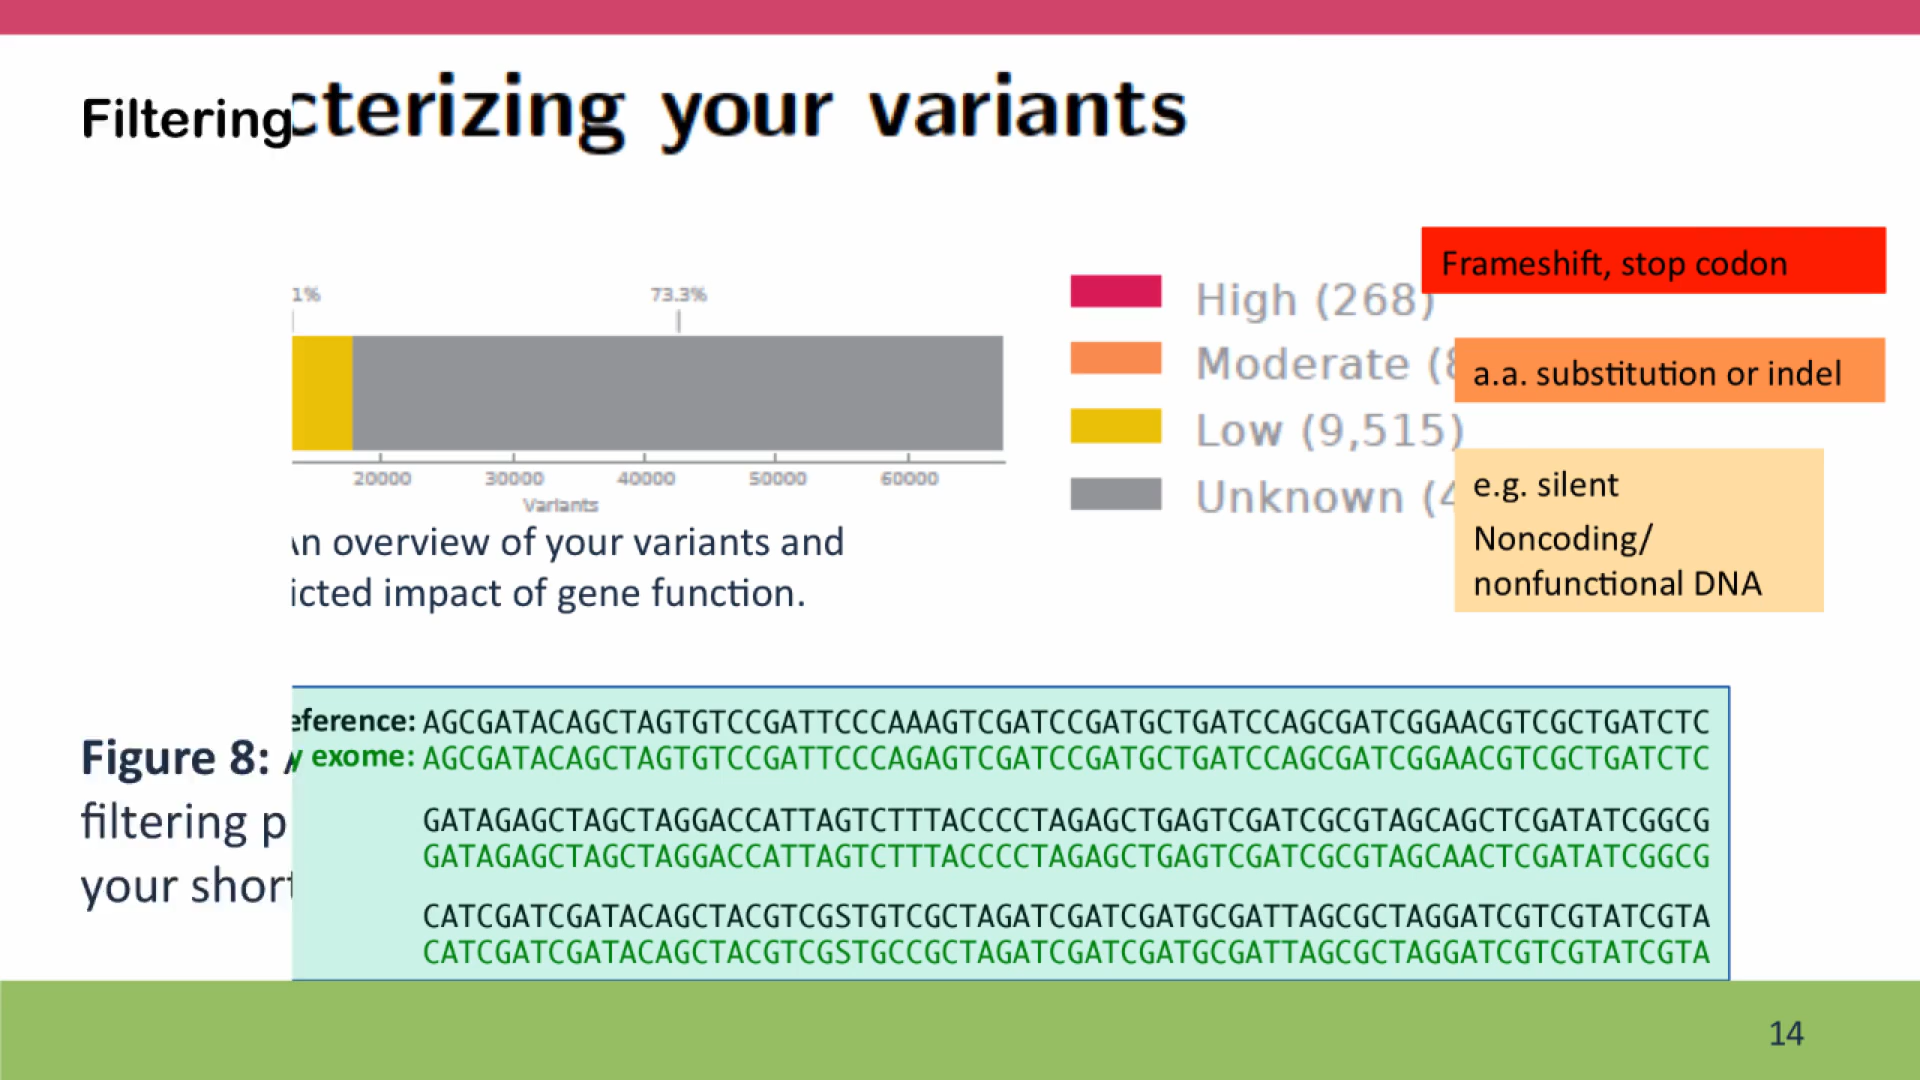 Filtering
cterizing your variants
1%
73.3%
20000 30000 40000 50000 60000
Variants
High (268)
Moderate (
Low (9,515)
Unknown (4
Frameshift, stop codon
a.a. substitution or indel
e.g. silent
Noncoding/
nonfunctional DNA
n overview of your variants and
icted impact of gene function.
eference: AGCGATACAGCTAGTGTCCGATTCCCAAAGTCGATCCGATGCTGATCCAGCGATCGGAACGTCGCTGATCTC
y exome: AGCGATACAGCTAGTGTCCGATTCCCAGAGTCGATCCGATGCTGATCCAGCGATCGGAACGTCGCTGATCTC
GATAGAGCTAGCTAGGACCATTAGTCTTTACCCCTAGAGCTGAGTCGATCGCGTAGCAGCTCGATATCGGCG
GATAGAGCTAGCTAGGACCATTAGTCTTTACCCCTAGAGCTGAGTCGATCGCGTAGCAACTCGATATCGGCG
CATCGATCGATACAGCTACGTCGSTGTCGCTAGATCGATCGATGCGATTAGCGCTAGGATCGTCGTATCGTA
CATCGATCGATACAGCTACGTCGSTGCCGCTAGATCGATCGATGCGATTAGCGCTAGGATCGTCGTATCGTA
Figure 8:
filtering p
your short
14